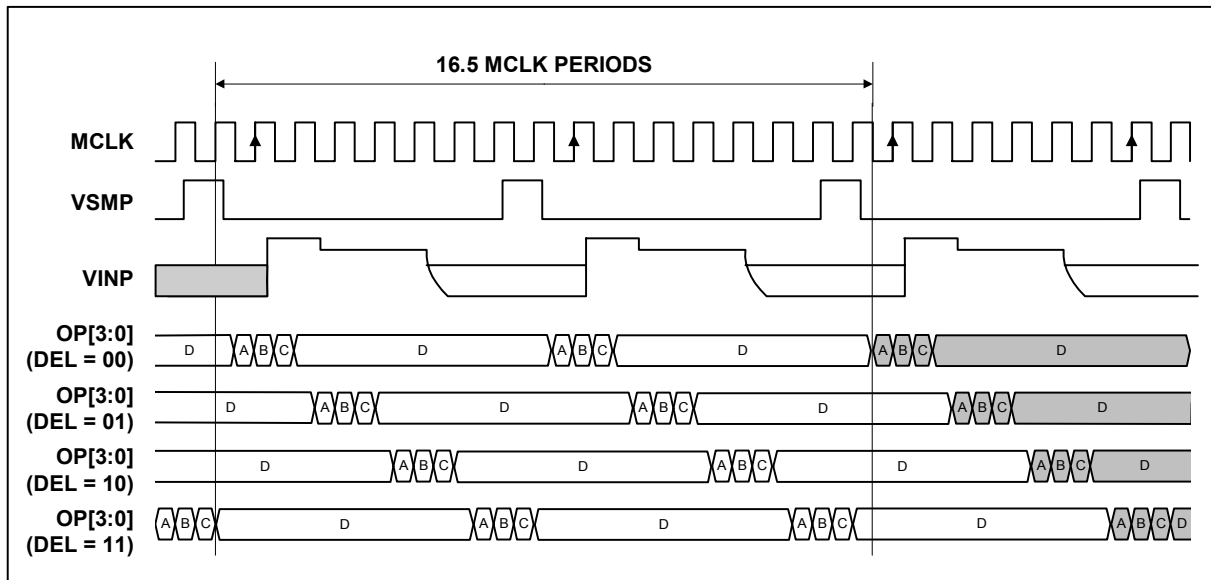 16.5 MCLK PERIODS
MCLK
VSMP
VINP
OP[3:0]
(DEL = 00)
D A B C D A B C D A B C D
OP[3:0]
(DEL = 01)
D A B C D A B C D A B C D
OP[3:0]
(DEL = 10)
D A B C D A B C D A B C D
OP[3:0]
(DEL = 11)
A B C D A B C D A B C D A B C D